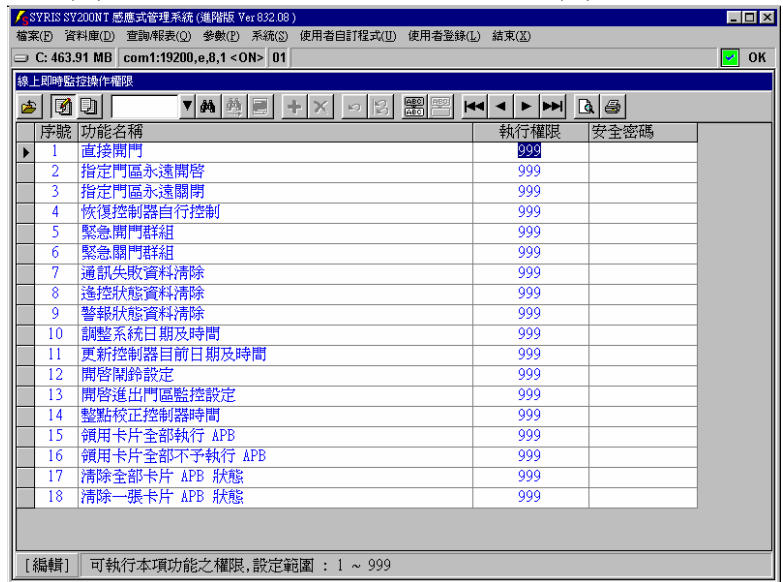 SYRIS SY200NT 感應式管理系統 (進階版 Ver 832.08 )
檔案(F) 資料庫(D) 查詢/報表(Q) 參數(P) 系統(S) 使用者自訂程式(U) 使用者登錄(L) 結束(X)
C: 463.91 MB com1:19200,e,8,1 <ON> 01 OK
線上即時監控操作權限
ABC ABC
序號 功能名稱 執行權限 安全密碼
1 直接開門 999
2 指定門區永遠開啓 999
3 指定門區永遠關閉 999
4 恢復控制器自行控制 999
5 緊急開門群組 999
6 緊急關門群組 999
7 通訊失敗資料清除 999
8 遙控狀態資料清除 999
9 警報狀態資料清除 999
10 調整系統日期及時間 999
11 更新控制器目前日期及時間 999
12 開啓鬧鈴設定 999
13 開啓進出門區監控設定 999
14 整點校正控制器時間 999
15 領用卡片全部執行 APB 999
16 領用卡片全部不予執行 APB 999
17 清除全部卡片 APB 狀態 999
18 清除一張卡片 APB 狀態 999
[編輯] 可執行本項功能之權限,設定範圍 : 1 ~ 999